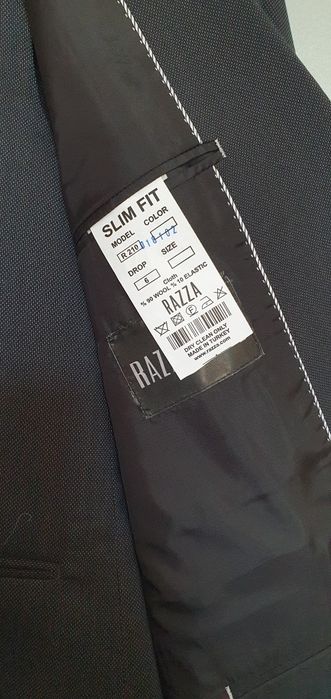 SLIM FIT
MODEL COLOR
R 210
DROP SIZE
6
Cloth
% 90 WOOL % 10 ELASTIC
RAZZA
DRY CLEAN ONLY
MADE IN TURKEY
www.razza.com
RAZ